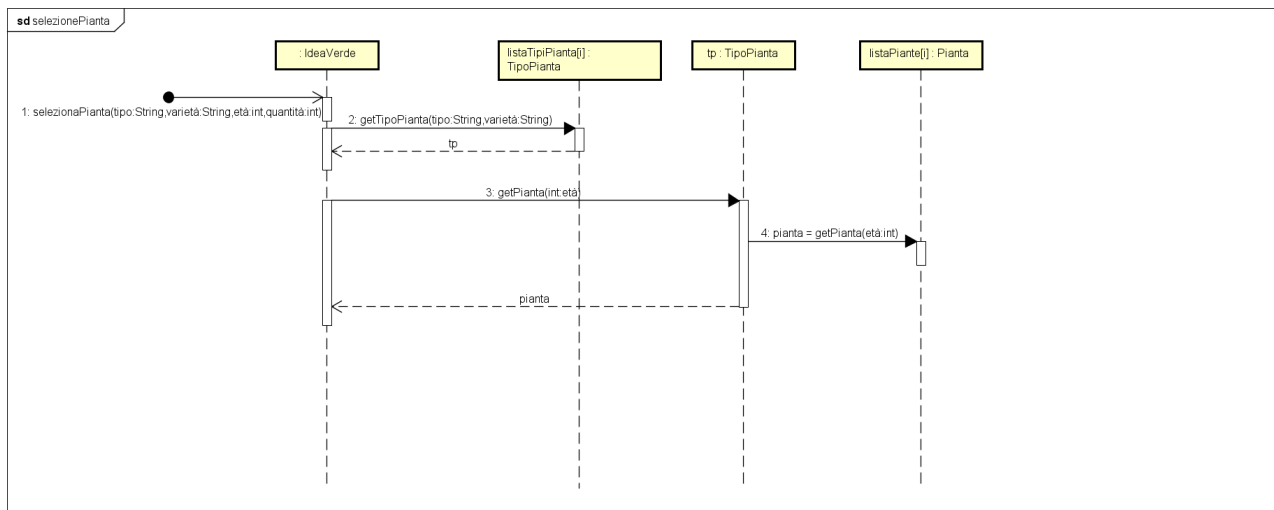 sd selezionePianta
: IdeaVerde
listaTipiPianta[i] :
TipoPianta
tp : TipoPianta
listaPiante[i] : Pianta
1: selezionaPianta(tipo:String,varietà:String,età:int,quantità:int)
2: getTipoPianta(tipo:String,varietà:String)
tp
3: getPianta(int:età)
4: pianta = getPianta(età:int)
pianta